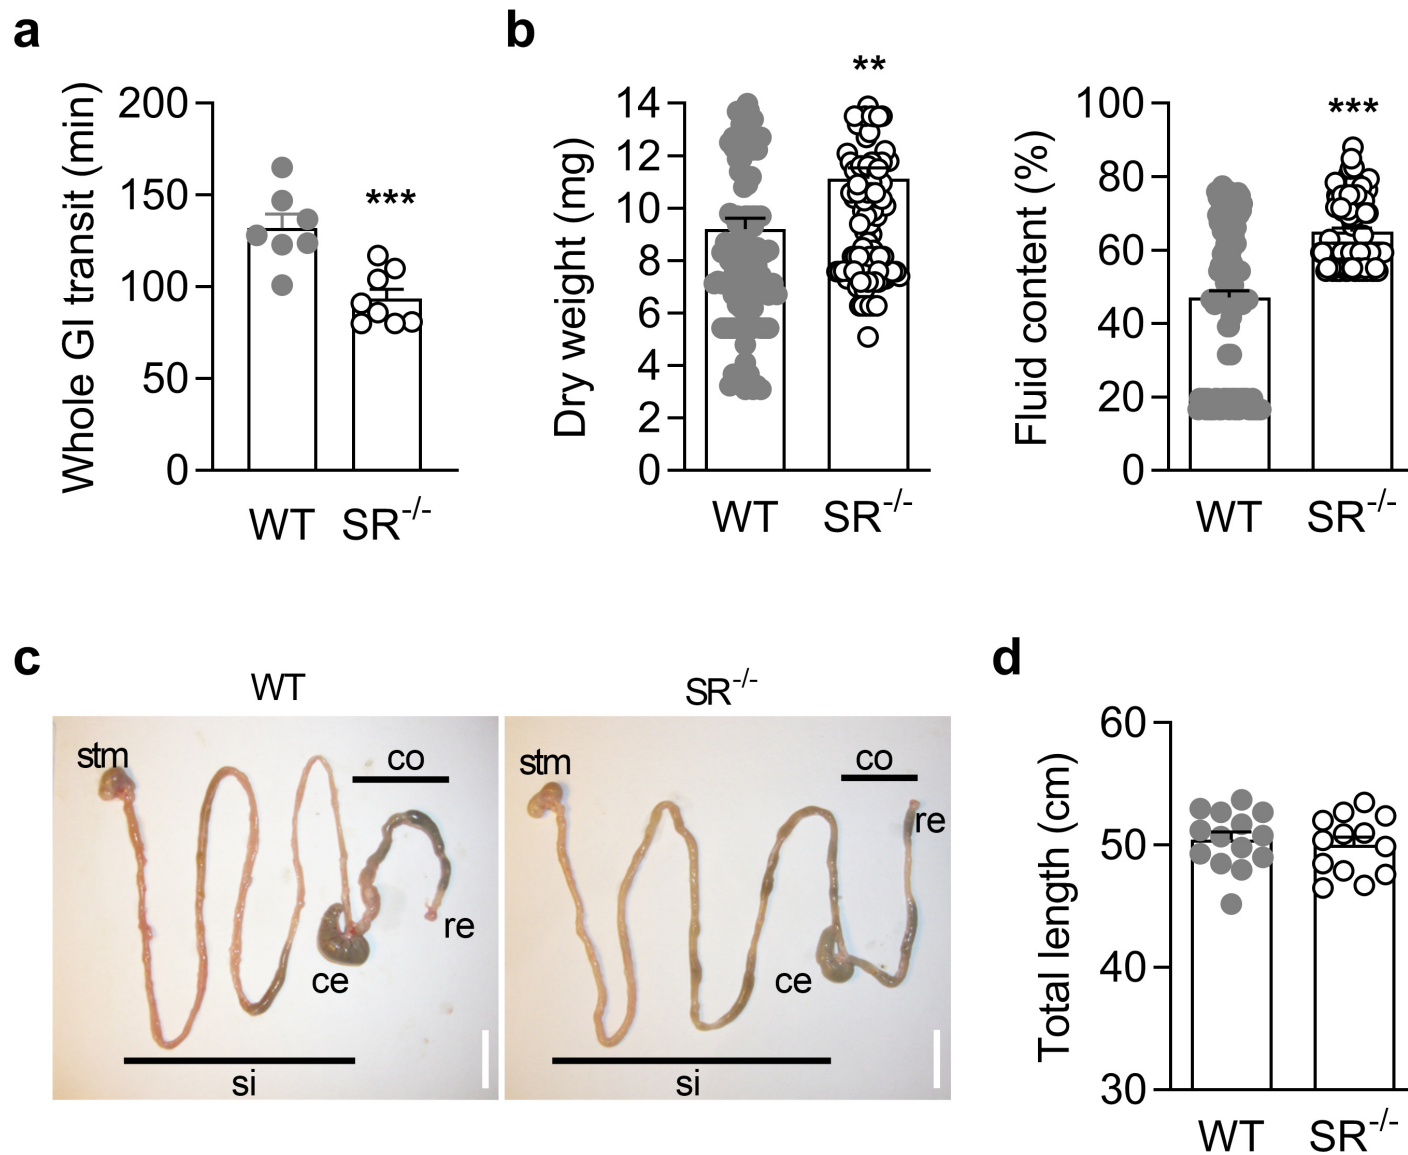 a
Whole GI transit (min)
200
150
100
50
0
***
WT SR-/-
b
Dry weight (mg)
14
12
10
8
6
4
2
0
**
WT SR-/-
Fluid content (%)
100
80
60
40
20
0
***
WT SR-/-
c
WT
stm
co
re
ce
si
SR-/-
stm
co
re
ce
si
d
Total length (cm)
60
50
40
30
WT SR-/-